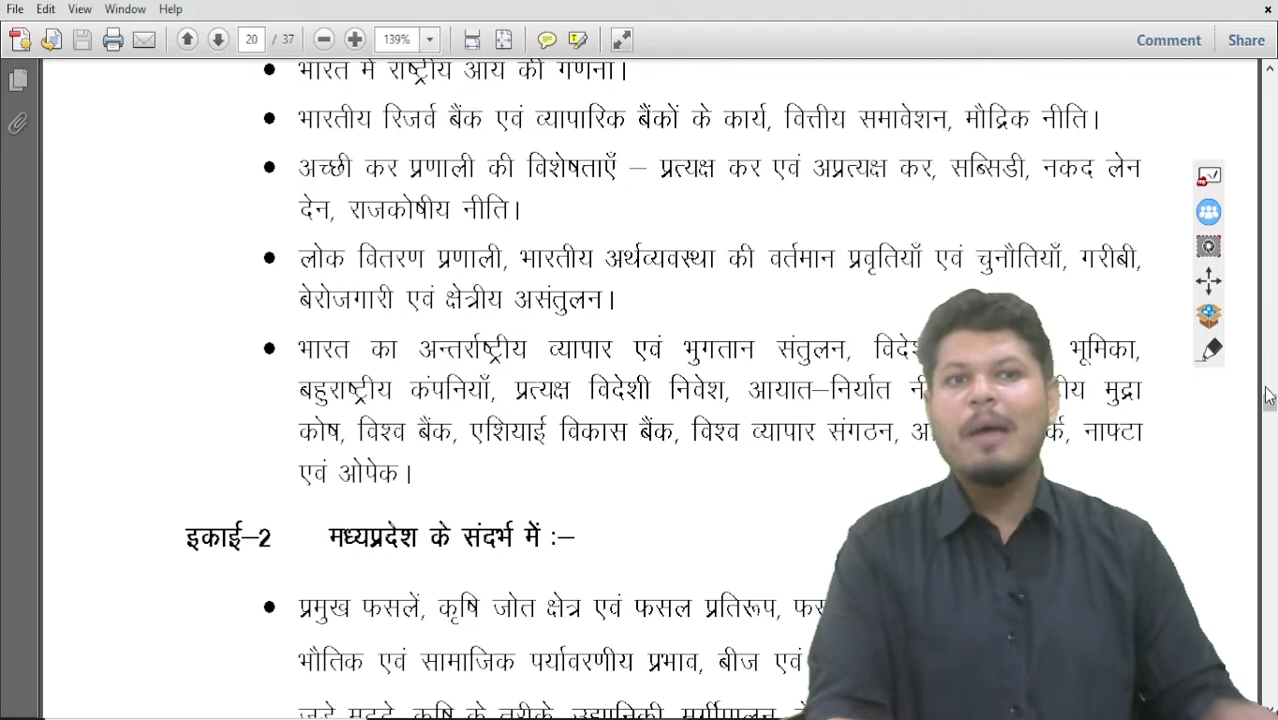 File Edit View Window Help
20 / 37 139% Comment Share
भारत में राष्ट्रीय आय की गणना।
भारतीय रिजर्व बैंक एवं व्यापारिक बैंकों के कार्य, वित्तीय समावेशन, मौद्रिक नीति।
अच्छी कर प्रणाली की विशेषताएँ – प्रत्यक्ष कर एवं अप्रत्यक्ष कर, सब्सिडी, नकद लेन
देन, राजकोषीय नीति।
लोक वितरण प्रणाली, भारतीय अर्थव्यवस्था की वर्तमान प्रवृतियाँ एवं चुनौतियाँ, गरीबी,
बेरोजगारी एवं क्षेत्रीय असंतुलन।
भारत का अन्तर्राष्ट्रीय व्यापार एवं भुगतान संतुलन, भूमिका,
बहुराष्ट्रीय कंपनियाँ, प्रत्यक्ष विदेशी निवेश, आयात–निर्यात मुद्रा
कोष, विश्व बैंक, एशियाई विकास बैंक, विश्व व्यापार संगठन, नाफ्टा
एवं ओपेक।
इकाई–2 मध्यप्रदेश के संदर्भ में :–
प्रमुख फसलें, कृषि जोत क्षेत्र एवं फसल प्रतिरूप,
भौतिक एवं सामाजिक पर्यावरणीय प्रभाव, बीज एवं
जुड़े मुद्दे, कृषि के तरीके, उद्यानिकी, मुर्गीपालन,